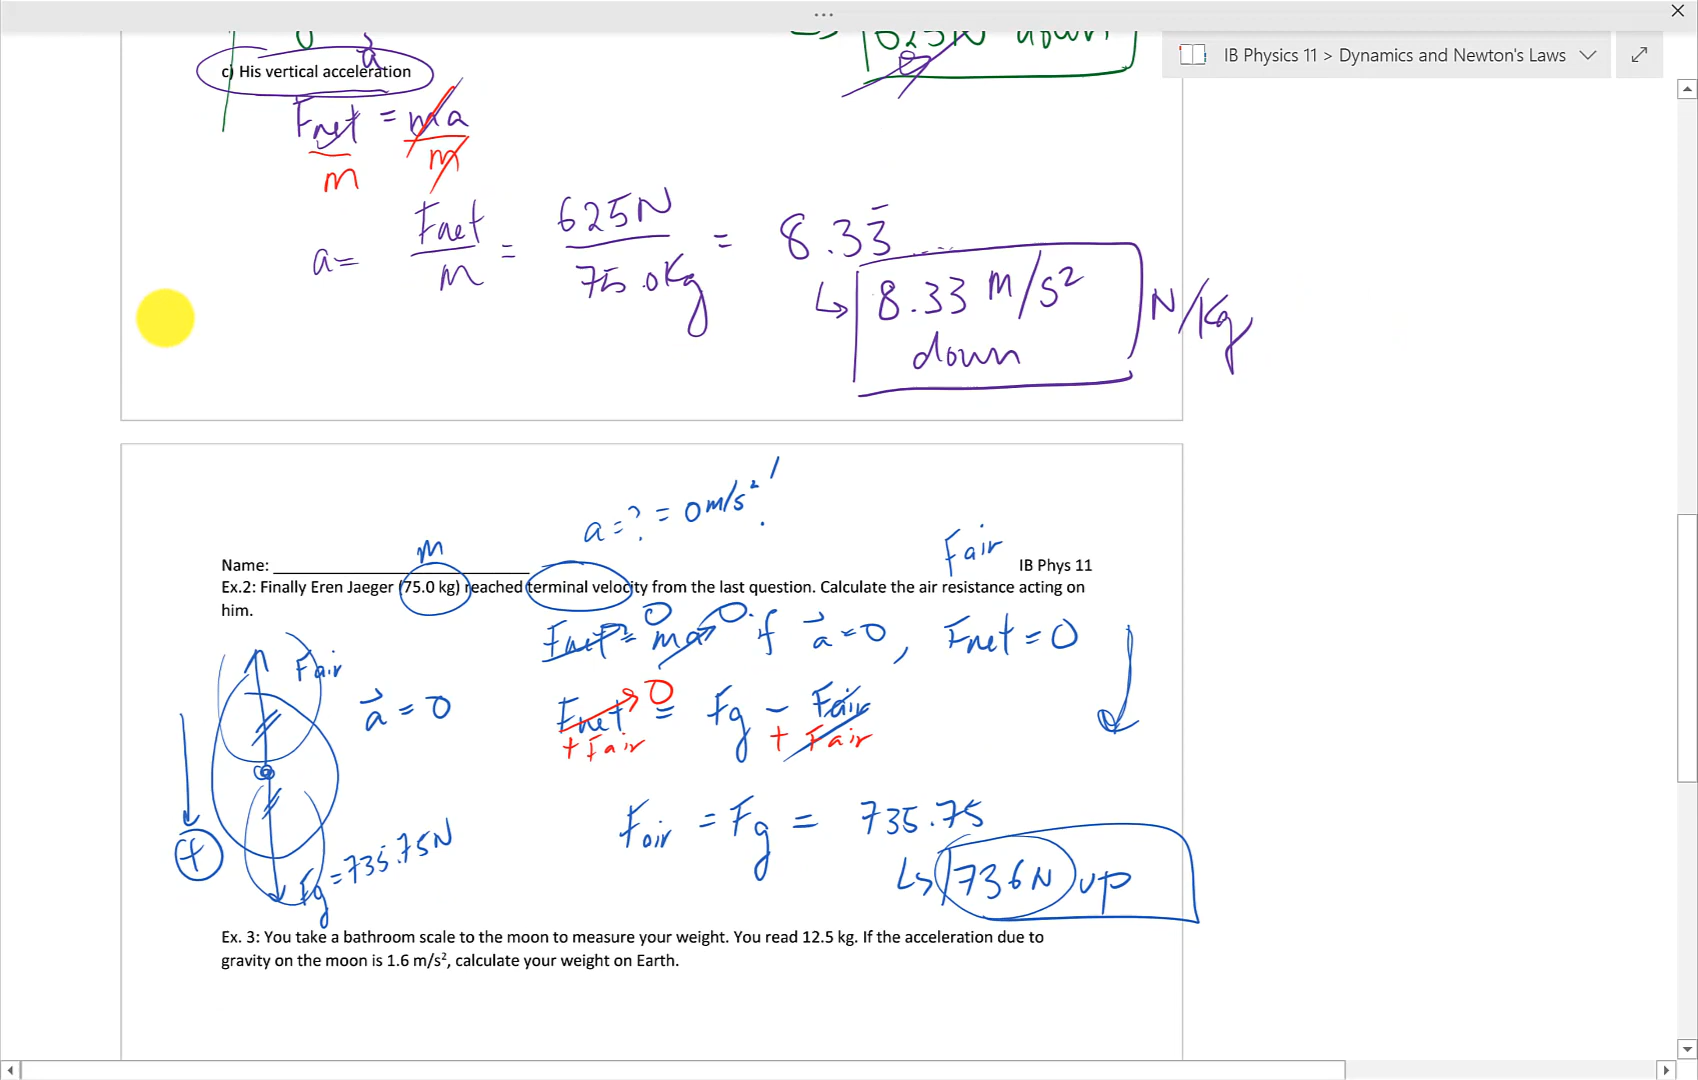 ...
IB Physics 11 > Dynamics and Newton's Laws
625N down
a
c) His vertical acceleration
Fnet = ma
m m
a = Fnet / m = 625N / 75.0Kg = 8.33 ...
↳ 8.33 m/s² N/Kg
down
a = ? = 0 m/s² !
m
Fair
Name: IB Phys 11
Ex.2: Finally Eren Jaeger (75.0 kg) reached terminal velocity from the last question. Calculate the air resistance acting on
him.
Fnet = ma if a = 0, Fnet = 0
0 0
Fair
a = 0
Fnet = Fg - Fair
0
+ Fair + Fair
Fair = Fg = 735.75
+
Fg = 735.75N
↳ 736N up
Ex. 3: You take a bathroom scale to the moon to measure your weight. You read 12.5 kg. If the acceleration due to
gravity on the moon is 1.6 m/s², calculate your weight on Earth.